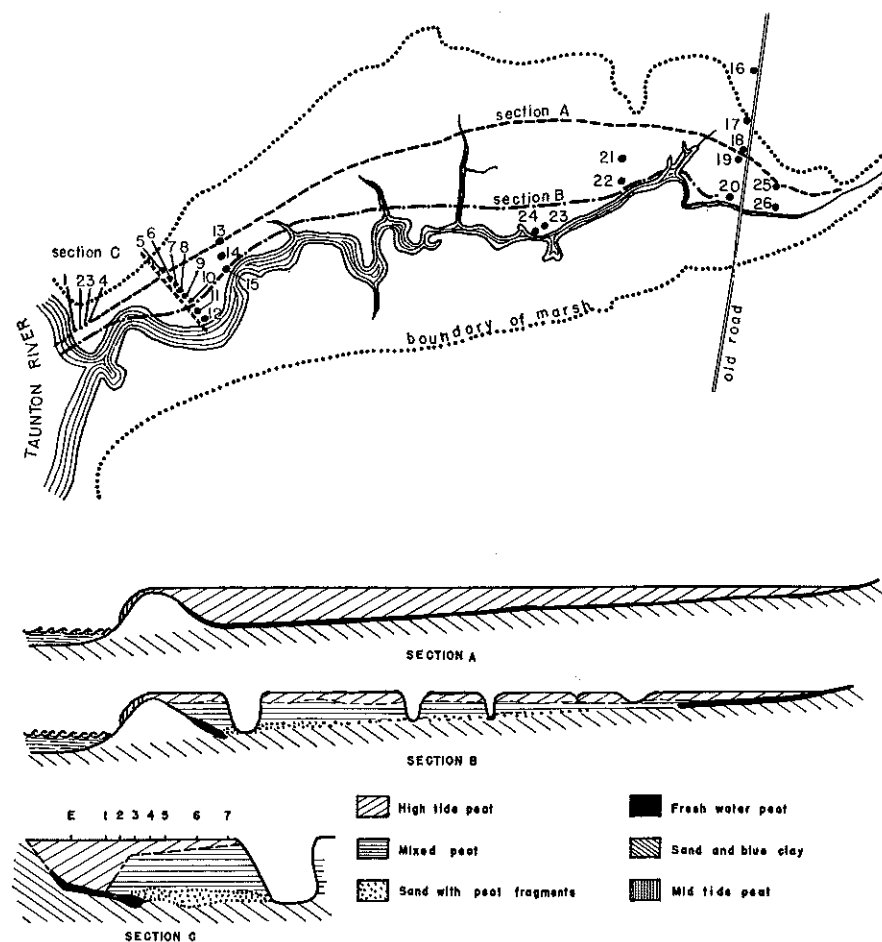 16
section A
17
18
19
21
22
section B
20
25
26
24 23
13
14
5 6 7 8 9 10 11 12
15
section C
1 2 3 4
TAUNTON RIVER
boundary of marsh
old road
SECTION A
SECTION B
E 1 2 3 4 5 6 7
SECTION C
High tide peat
Mixed peat
Sand with peat fragments
Fresh water peat
Sand and blue clay
Mid tide peat